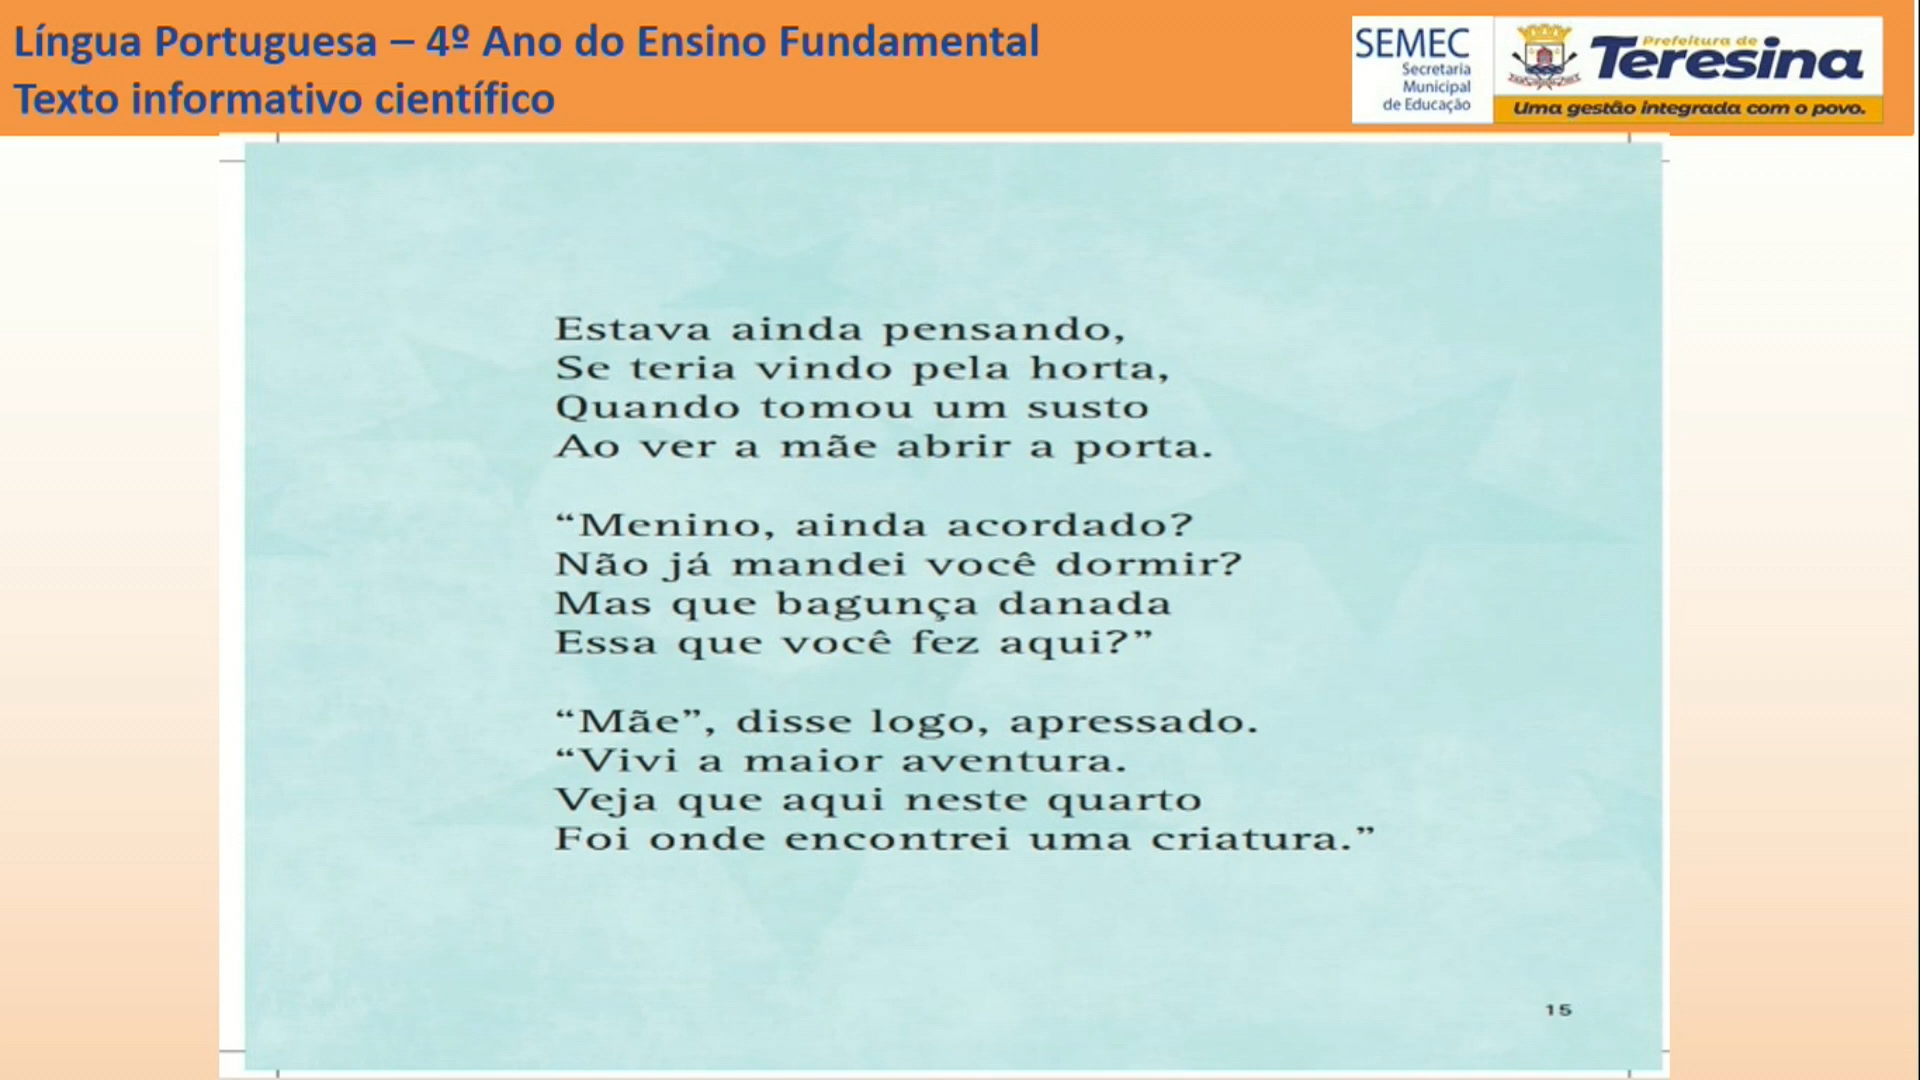 Língua Portuguesa – 4º Ano do Ensino Fundamental
Texto informativo científico
SEMEC
Secretaria
Municipal
de Educação
Prefeitura de
Teresina
Uma gestão integrada com o povo.
Estava ainda pensando,
Se teria vindo pela horta,
Quando tomou um susto
Ao ver a mãe abrir a porta.
“Menino, ainda acordado?
Não já mandei você dormir?
Mas que bagunça danada
Essa que você fez aqui?”
“Mãe”, disse logo, apressado.
“Vivi a maior aventura.
Veja que aqui neste quarto
Foi onde encontrei uma criatura.”
15